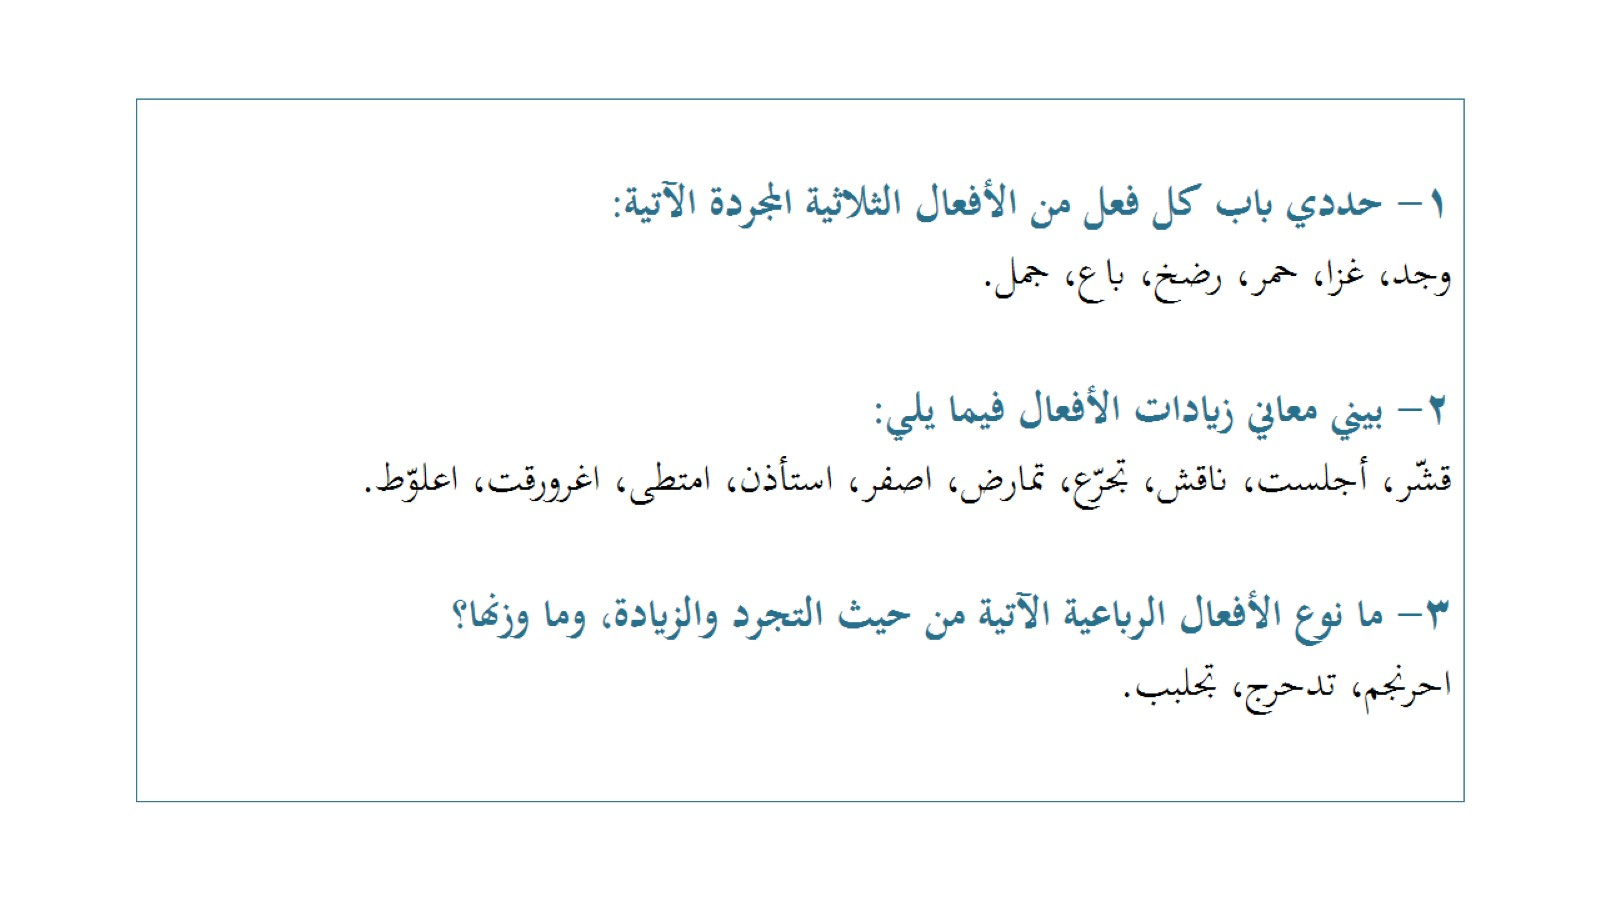 ١- حددي باب كل فعل من الأفعال الثلاثية المجردة الآتية:
وجد، غزا، حمر، رضخ، باع، جمل.
٢- بيني معاني زيادات الأفعال فيما يلي:
قشّر، أجلست، ناقش، تجرّع، تمارض، اصفر، استأذن، امتطى، اغرورقت، اعلوّط.
٣- ما نوع الأفعال الرباعية الآتية من حيث التجرد والزيادة، وما وزنها؟
احرنجم، تدحرج، تجلبب.